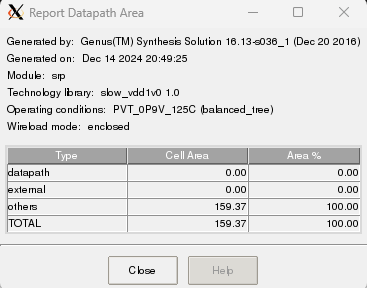 Report Datapath Area
Generated by: Genus(TM) Synthesis Solution 16.13-s036_1 (Dec 20 2016)
Generated on: Dec 14 2024 20:49:25
Module: srp
Technology library: slow_vdd1v0 1.0
Operating conditions: PVT_0P9V_125C (balanced_tree)
Wireload mode: enclosed
Type Cell Area Area %
datapath 0.00 0.00
external 0.00 0.00
others 159.37 100.00
TOTAL 159.37 100.00
Close Help